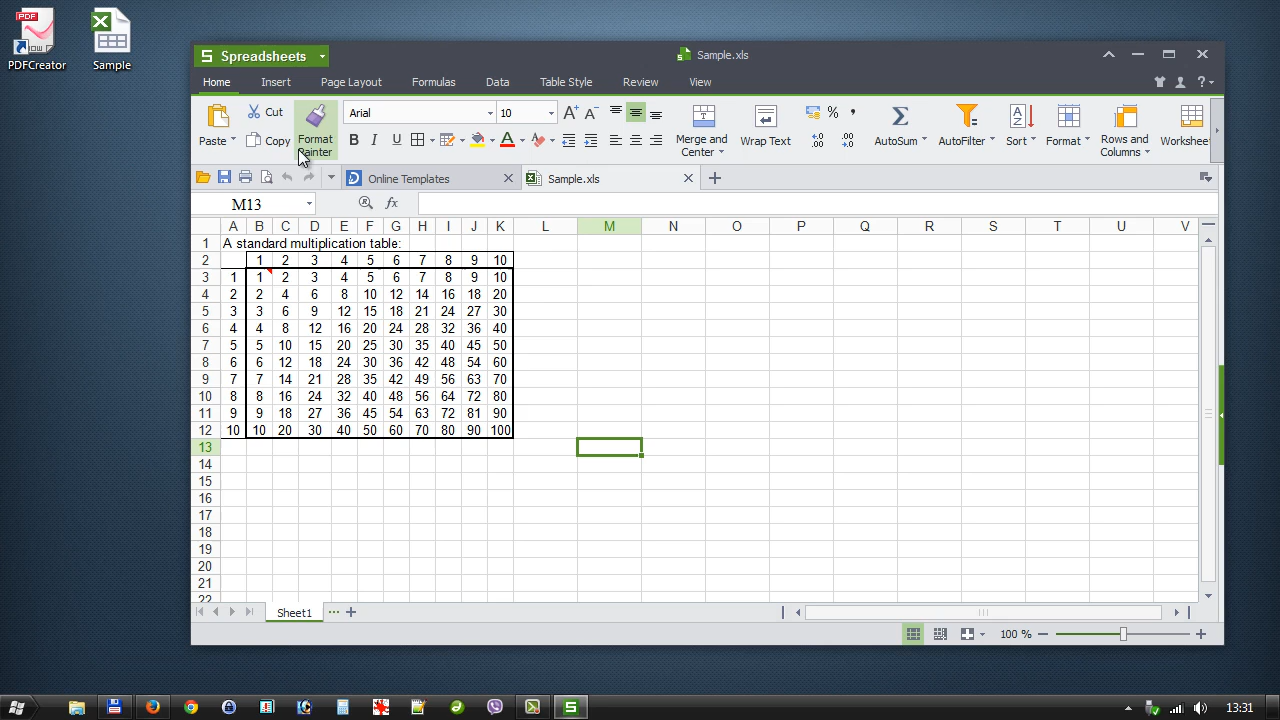 PDFCreator
Sample
Spreadsheets
Sample.xls
Home Insert Page Layout Formulas Data Table Style Review View
Paste Cut Copy Format Painter
Arial 10
B I U A
Merge and Center Wrap Text
%
AutoSum AutoFilter Sort Format Rows and Columns Workshee
Online Templates Sample.xls
M13 fx
A B C D E F G H I J K L M N O P Q R S T U V
1 A standard multiplication table:
2 1 2 3 4 5 6 7 8 9 10
3 1 1 2 3 4 5 6 7 8 9 10
4 2 2 4 6 8 10 12 14 16 18 20
5 3 3 6 9 12 15 18 21 24 27 30
6 4 4 8 12 16 20 24 28 32 36 40
7 5 5 10 15 20 25 30 35 40 45 50
8 6 6 12 18 24 30 36 42 48 54 60
9 7 7 14 21 28 35 42 49 56 63 70
10 8 8 16 24 32 40 48 56 64 72 80
11 9 9 18 27 36 45 54 63 72 81 90
12 10 10 20 30 40 50 60 70 80 90 100
13
14
15
16
17
18
19
20
21
22
Sheet1
100 %
13:31